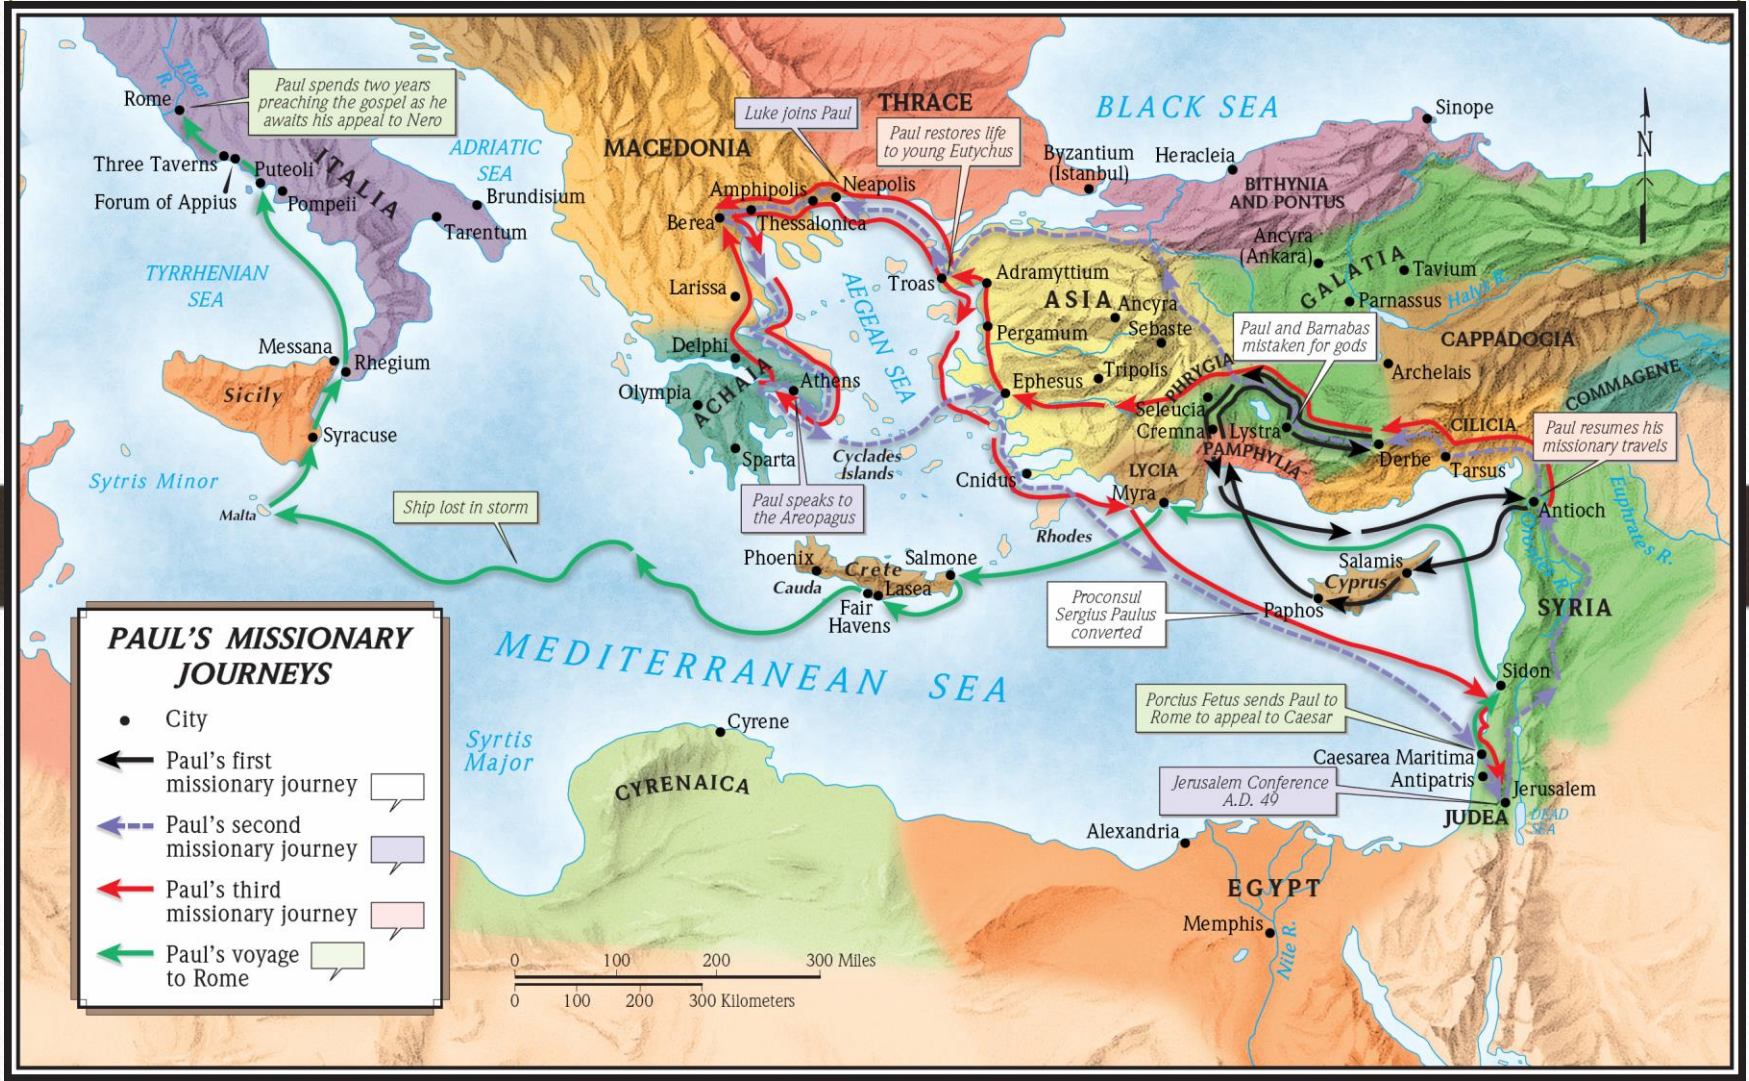 Tiber
R.
Rome
Paul spends two years
preaching the gospel as he
awaits his appeal to Nero
Three Taverns
Forum of Appius
Puteoli
Pompeii
ITALIA
ADRIATIC
SEA
Brundisium
Tarentum
TYRRHENIAN
SEA
Messana
Rhegium
Sicily
Syracuse
Sytris Minor
Malta
Ship lost in storm
MACEDONIA
Luke joins Paul
THRACE
Paul restores life
to young Eutychus
Amphipolis
Neapolis
Berea
Thessalonica
Larissa
Delphi
Olympia
ACHAIA
Athens
Sparta
Paul speaks to
the Areopagus
AEGEAN SEA
Cyclades
Islands
BLACK SEA
Sinope
N
Byzantium
(Istanbul)
Heracleia
BITHYNIA
AND PONTUS
Ancyra
(Ankara)
GALATIA
Tavium
Parnassus
Halys R.
Troas
Adramyttium
ASIA
Ancyra
Pergamum
Sebaste
Paul and Barnabas
mistaken for gods
CAPPADOCIA
Archelais
COMMAGENE
Ephesus
Tripolis
PHRYGIA
Seleucia
Cremna
Lystra
PAMPHYLIA
CILICIA
Derbe
Tarsus
Paul resumes his
missionary travels
Cnidus
LYCIA
Myra
Rhodes
Antioch
Orontes R.
Euphrates R.
Phoenix
Cauda
Crete
Salmone
Lasea
Fair
Havens
Salamis
Cyprus
Paphos
Proconsul
Sergius Paulus
converted
SYRIA
Sidon
MEDITERRANEAN SEA
Porcius Fetus sends Paul to
Rome to appeal to Caesar
Caesarea Maritima
Antipatris
Jerusalem Conference
A.D. 49
Jerusalem
JUDEA
DEAD
SEA
Syrtis
Major
Cyrene
CYRENAICA
Alexandria
EGYPT
Memphis
Nile R.
PAUL'S MISSIONARY
JOURNEYS
City
Paul's first
missionary journey
Paul's second
missionary journey
Paul's third
missionary journey
Paul's voyage
to Rome
0 100 200 300 Miles
0 100 200 300 Kilometers